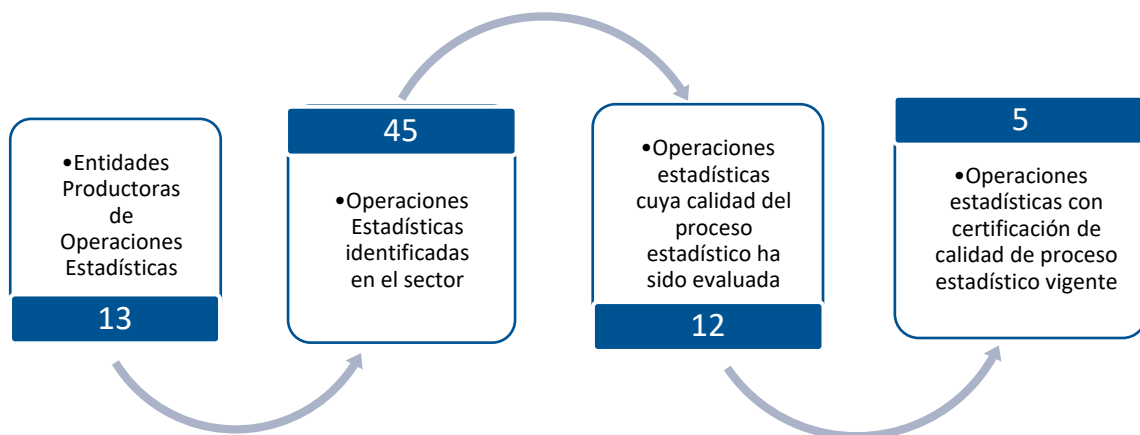 •Entidades
Productoras
de
Operaciones
Estadísticas
13
45
•Operaciones
Estadísticas
identificadas
en el sector
•Operaciones
estadísticas
cuya calidad del
proceso
estadístico ha
sido evaluada
12
5
•Operaciones
estadísticas con
certificación de
calidad de proceso
estadístico vigente